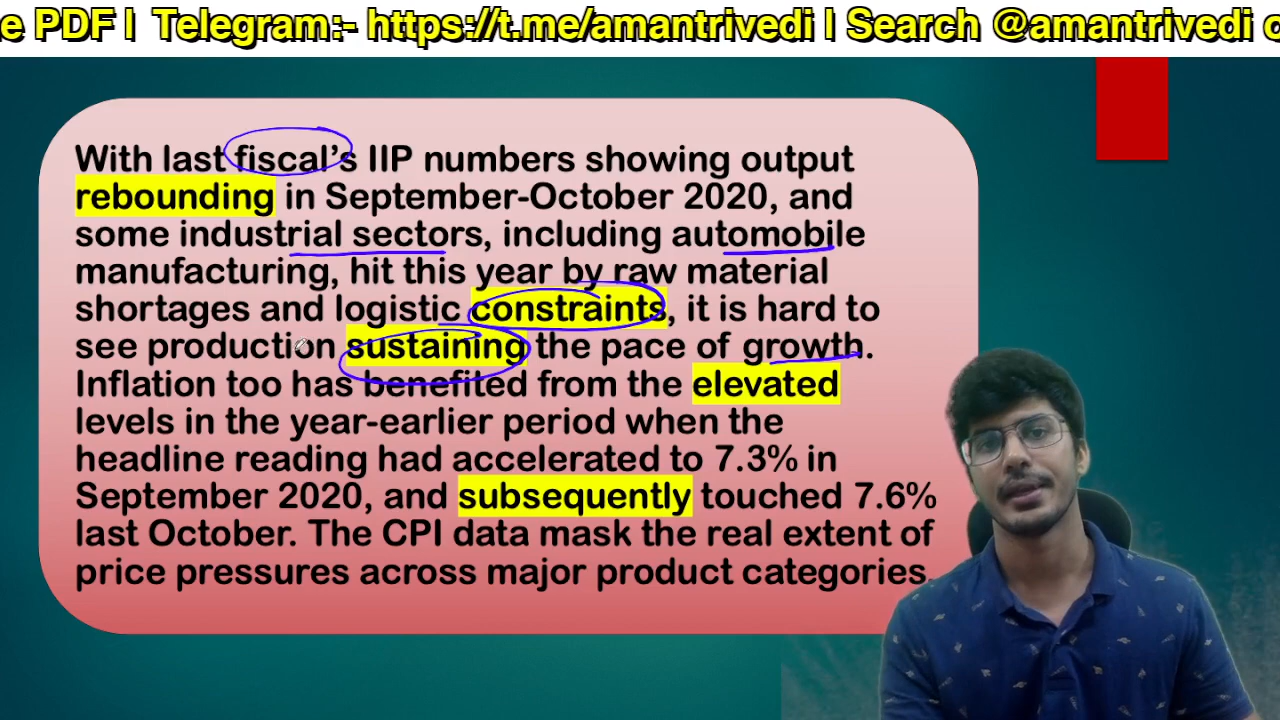 e PDF | Telegram:- https://t.me/amantrivedi | Search @amantrivedi o
With last fiscal's IIP numbers showing output
rebounding in September-October 2020, and
some industrial sectors, including automobile
manufacturing, hit this year by raw material
shortages and logistic constraints, it is hard to
see production sustaining the pace of growth.
Inflation too has benefited from the elevated
levels in the year-earlier period when the
headline reading had accelerated to 7.3% in
September 2020, and subsequently touched 7.6%
last October. The CPI data mask the real extent of
price pressures across major product categories.